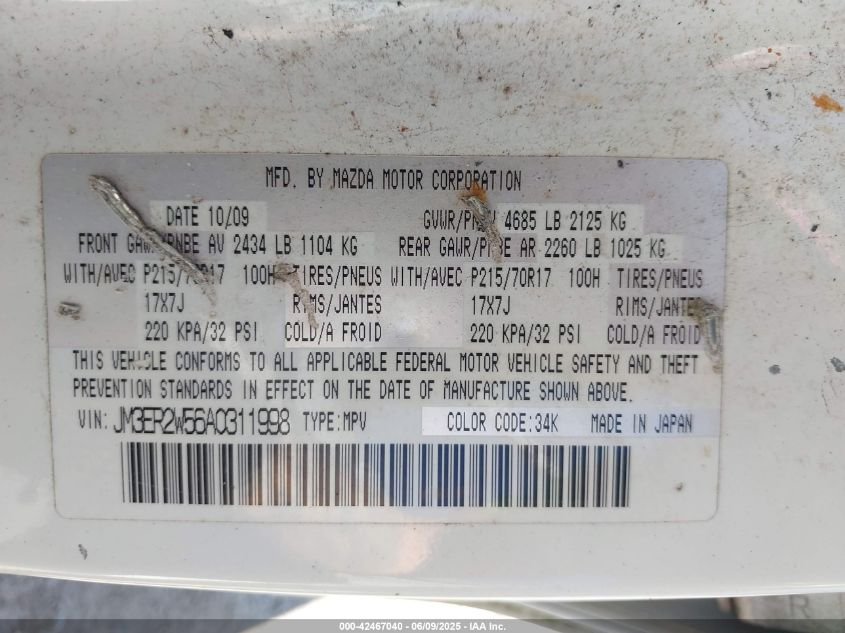 MFD. BY MAZDA MOTOR CORPORATION
DATE 10/09 GVWR/ 4685 LB 2125 KG
FRONT AV 2434 LB 1104 KG REAR GAWR/ AR 2260 LB 1025 KG
WITH/AVEC P215/70R17 100H TIRES/PNEUS WITH/AVEC P215/70R17 100H TIRES/PNEUS
17X7J RIMS/JANTES 17X7J RIMS/JANTES
220 KPA/32 PSI COLD/A FROID 220 KPA/32 PSI COLD/A FROID
THIS VEHICLE CONFORMS TO ALL APPLICABLE FEDERAL MOTOR VEHICLE SAFETY AND THEFT
PREVENTION STANDARDS IN EFFECT ON THE DATE OF MANUFACTURE SHOWN ABOVE.
VIN: JM3ER2W56A0311998 TYPE:MPV COLOR CODE:34K MADE IN JAPAN
000-42467040 - 06/09/2025 - IAA Inc.